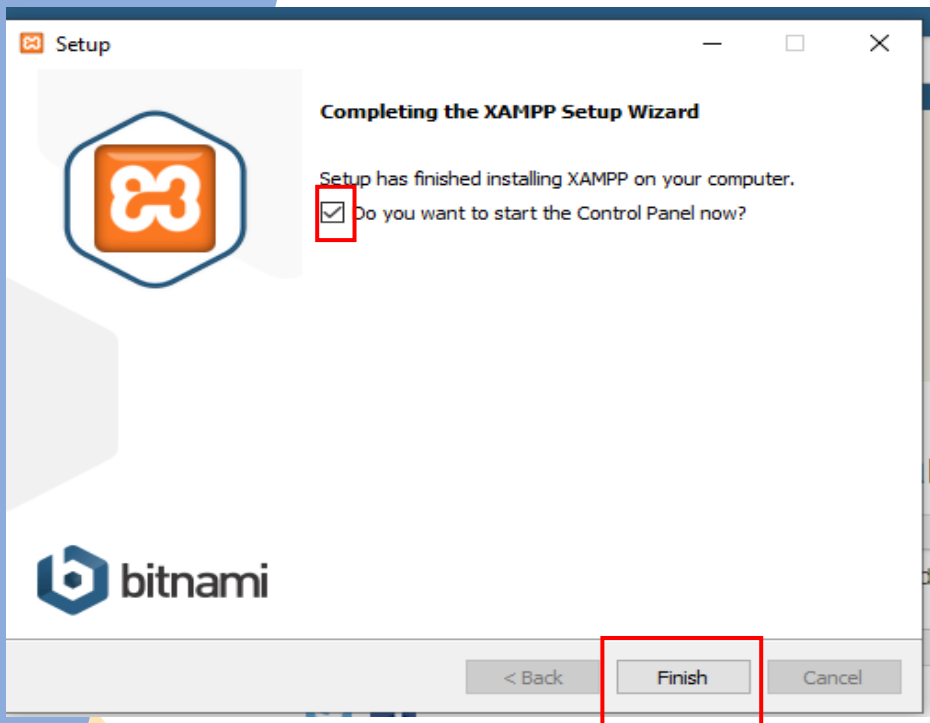 Setup
Completing the XAMPP Setup Wizard
Setup has finished installing XAMPP on your computer.
Do you want to start the Control Panel now?
bitnami
< Back
Finish
Cancel